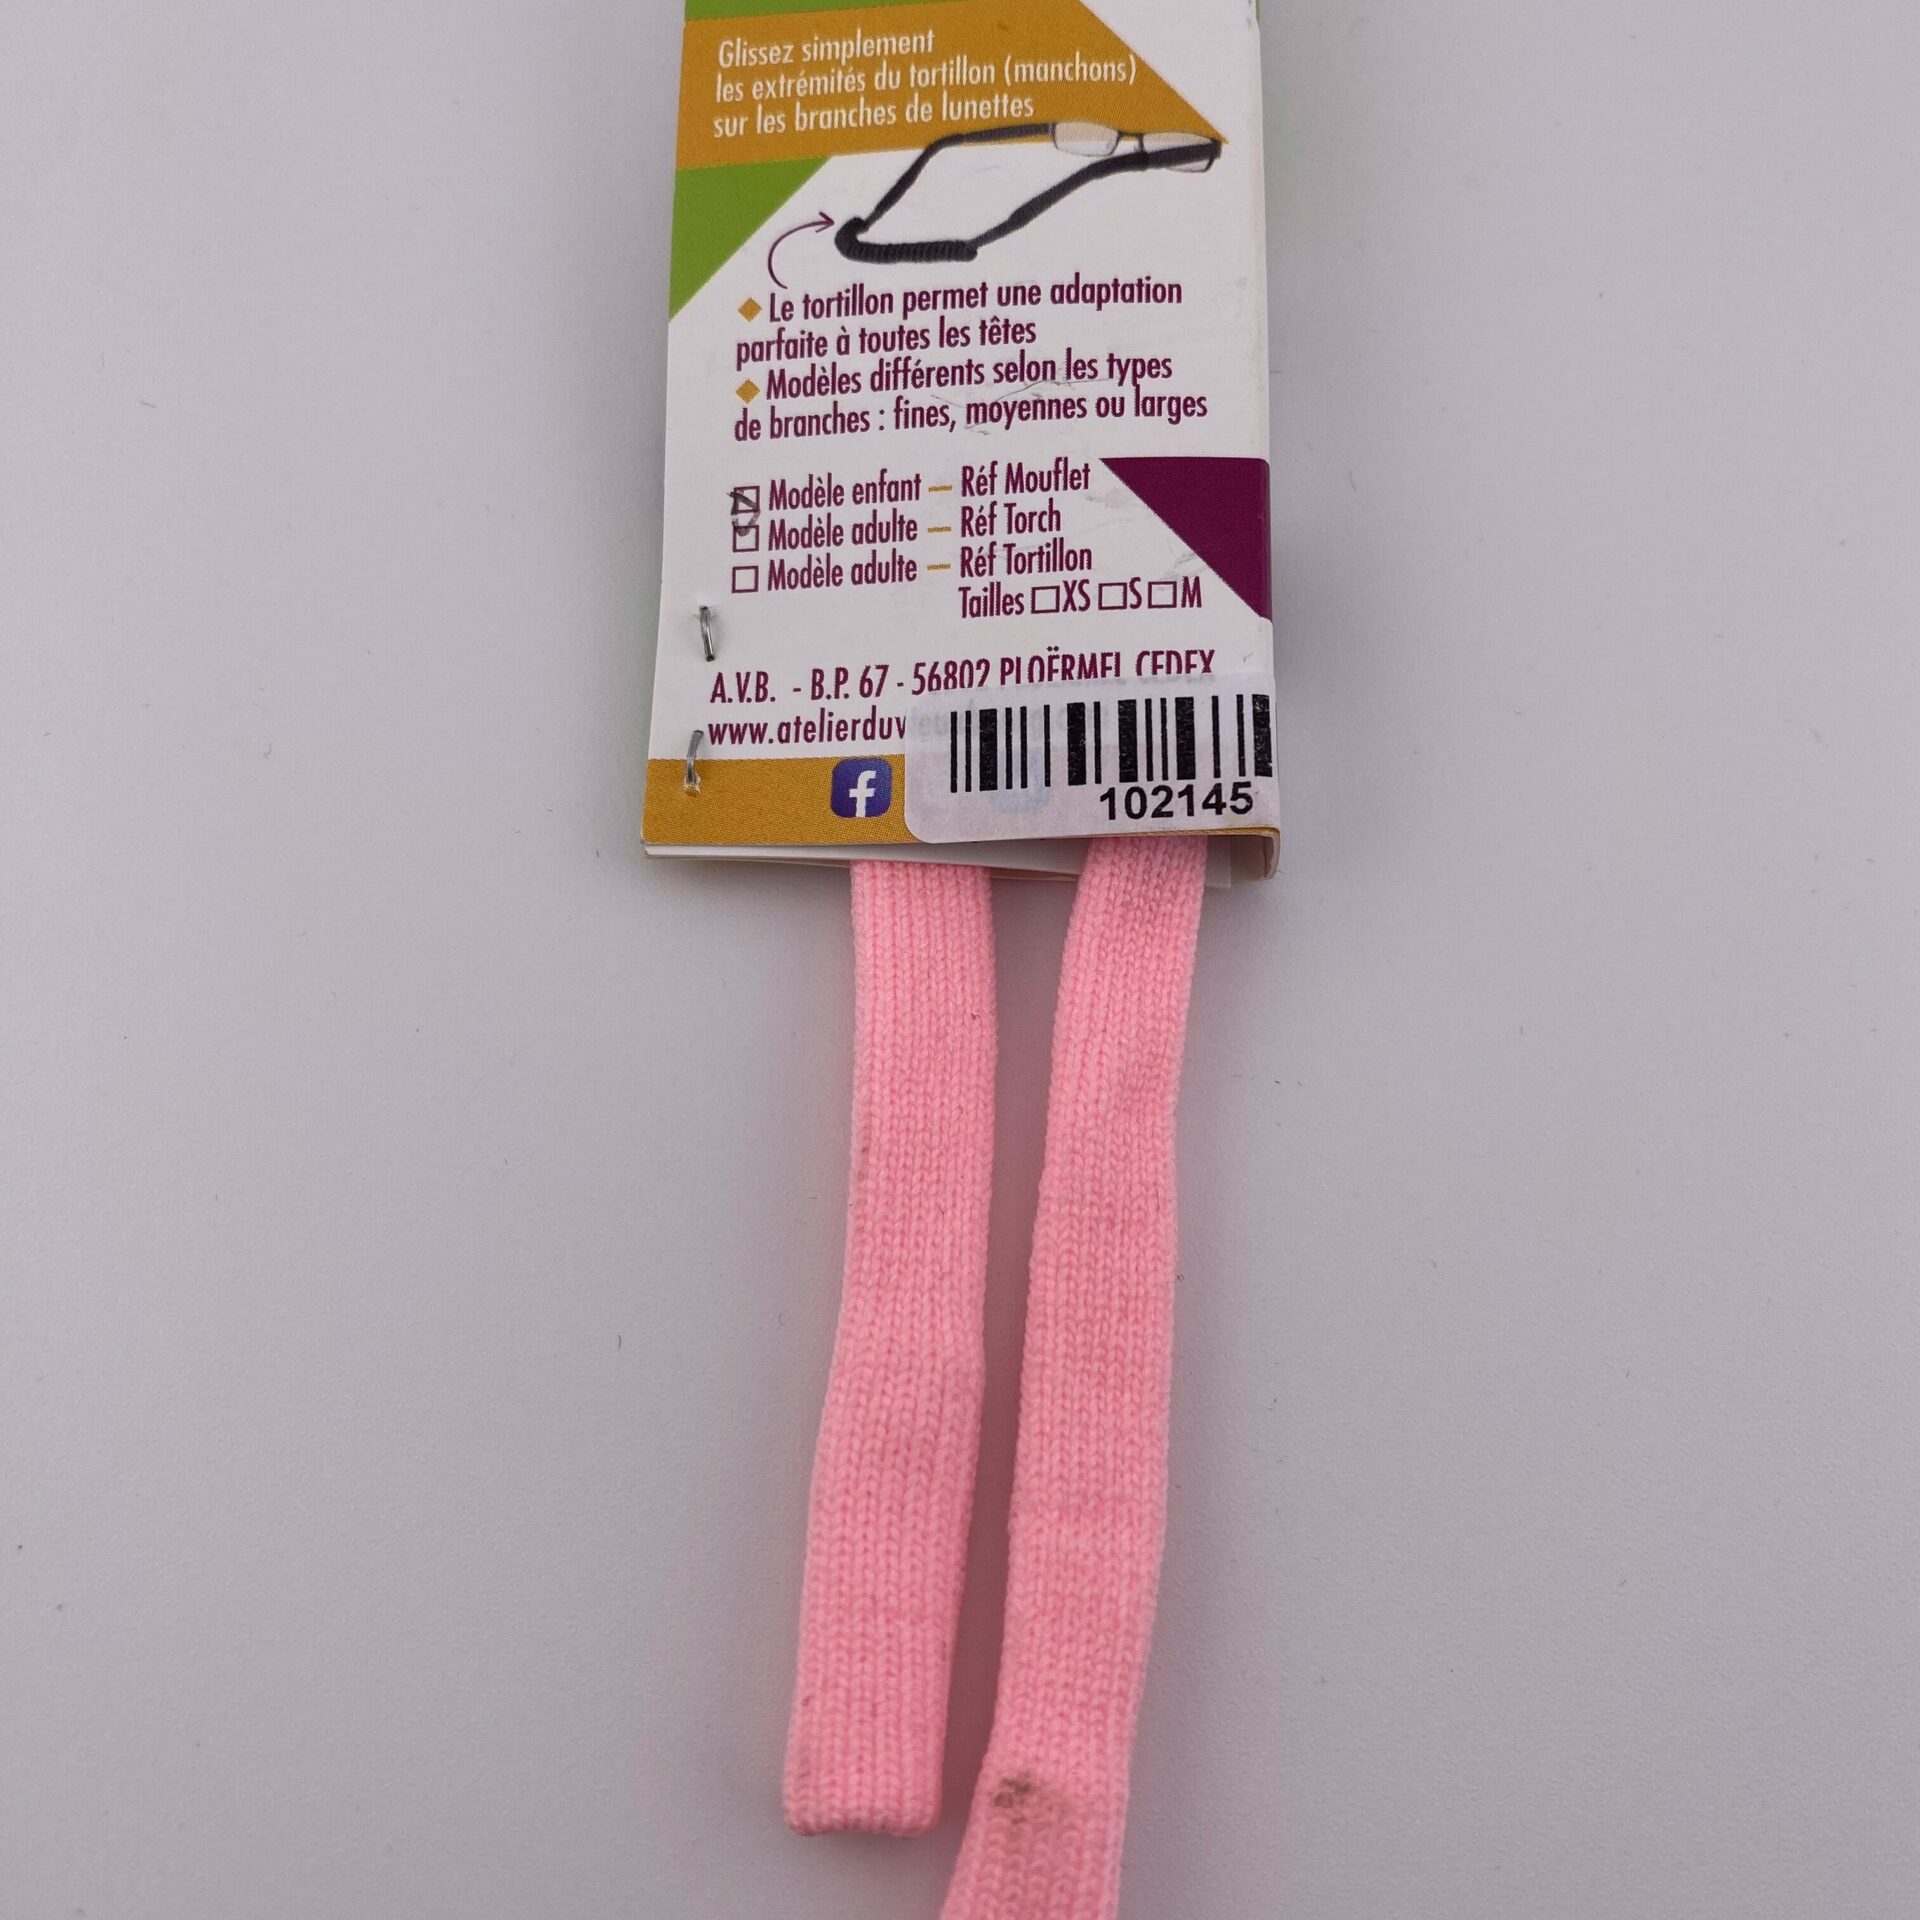 Glissez simplement
les extrémités du tortillon (manchons)
sur les branches de lunettes
Le tortillon permet une adaptation
parfaite à toutes les têtes
Modèles différents selon les types
de branches : fines, moyennes ou larges
Modèle enfant – Réf Mouflet
Modèle adulte – Réf Torch
Modèle adulte – Réf Tortillon
Tailles XS S M
A.V.B. - B.P. 67 - 56802 PLOËRMEL CEDEX
www.atelierduv
f
102145